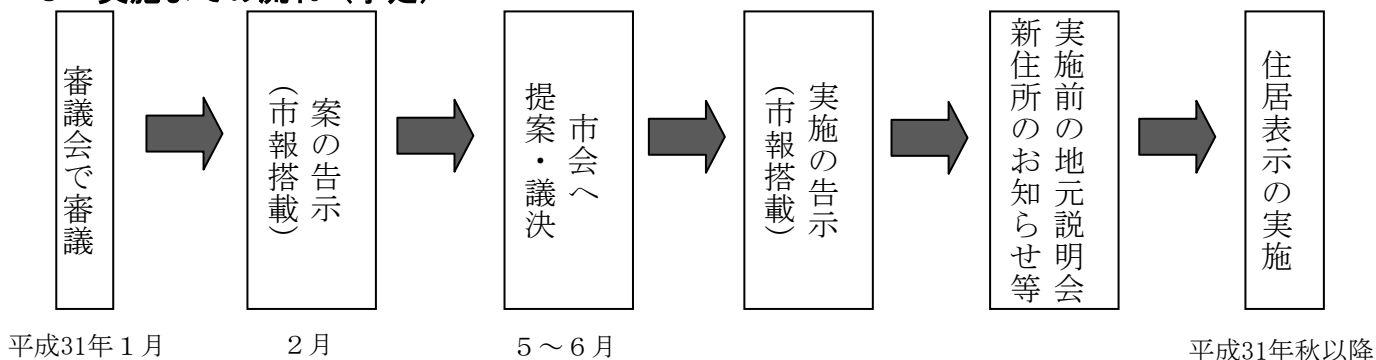 審議会で審議
案の告示
（市報搭載）
市会へ
提案・議決
実施の告示
（市報搭載）
実施前の地元説明会
新住所のお知らせ等
住居表示の実施
平成31年１月
２月
５～６月
平成31年秋以降